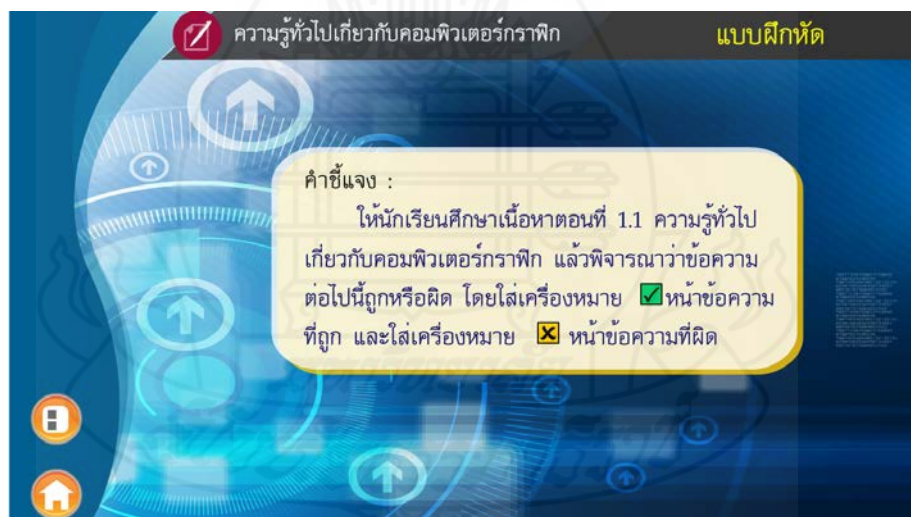 ความรู้ทั่วไปเกี่ยวกับคอมพิวเตอร์กราฟิก
แบบฝึกหัด
คำชี้แจง :
ให้นักเรียนศึกษาเนื้อหาตอนที่ 1.1 ความรู้ทั่วไป
เกี่ยวกับคอมพิวเตอร์กราฟิก แล้วพิจารณาว่าข้อความ
ต่อไปนี้ถูกหรือผิด โดยใส่เครื่องหมาย ✓ หน้าข้อความ
ที่ถูก และใส่เครื่องหมาย ✗ หน้าข้อความที่ผิด